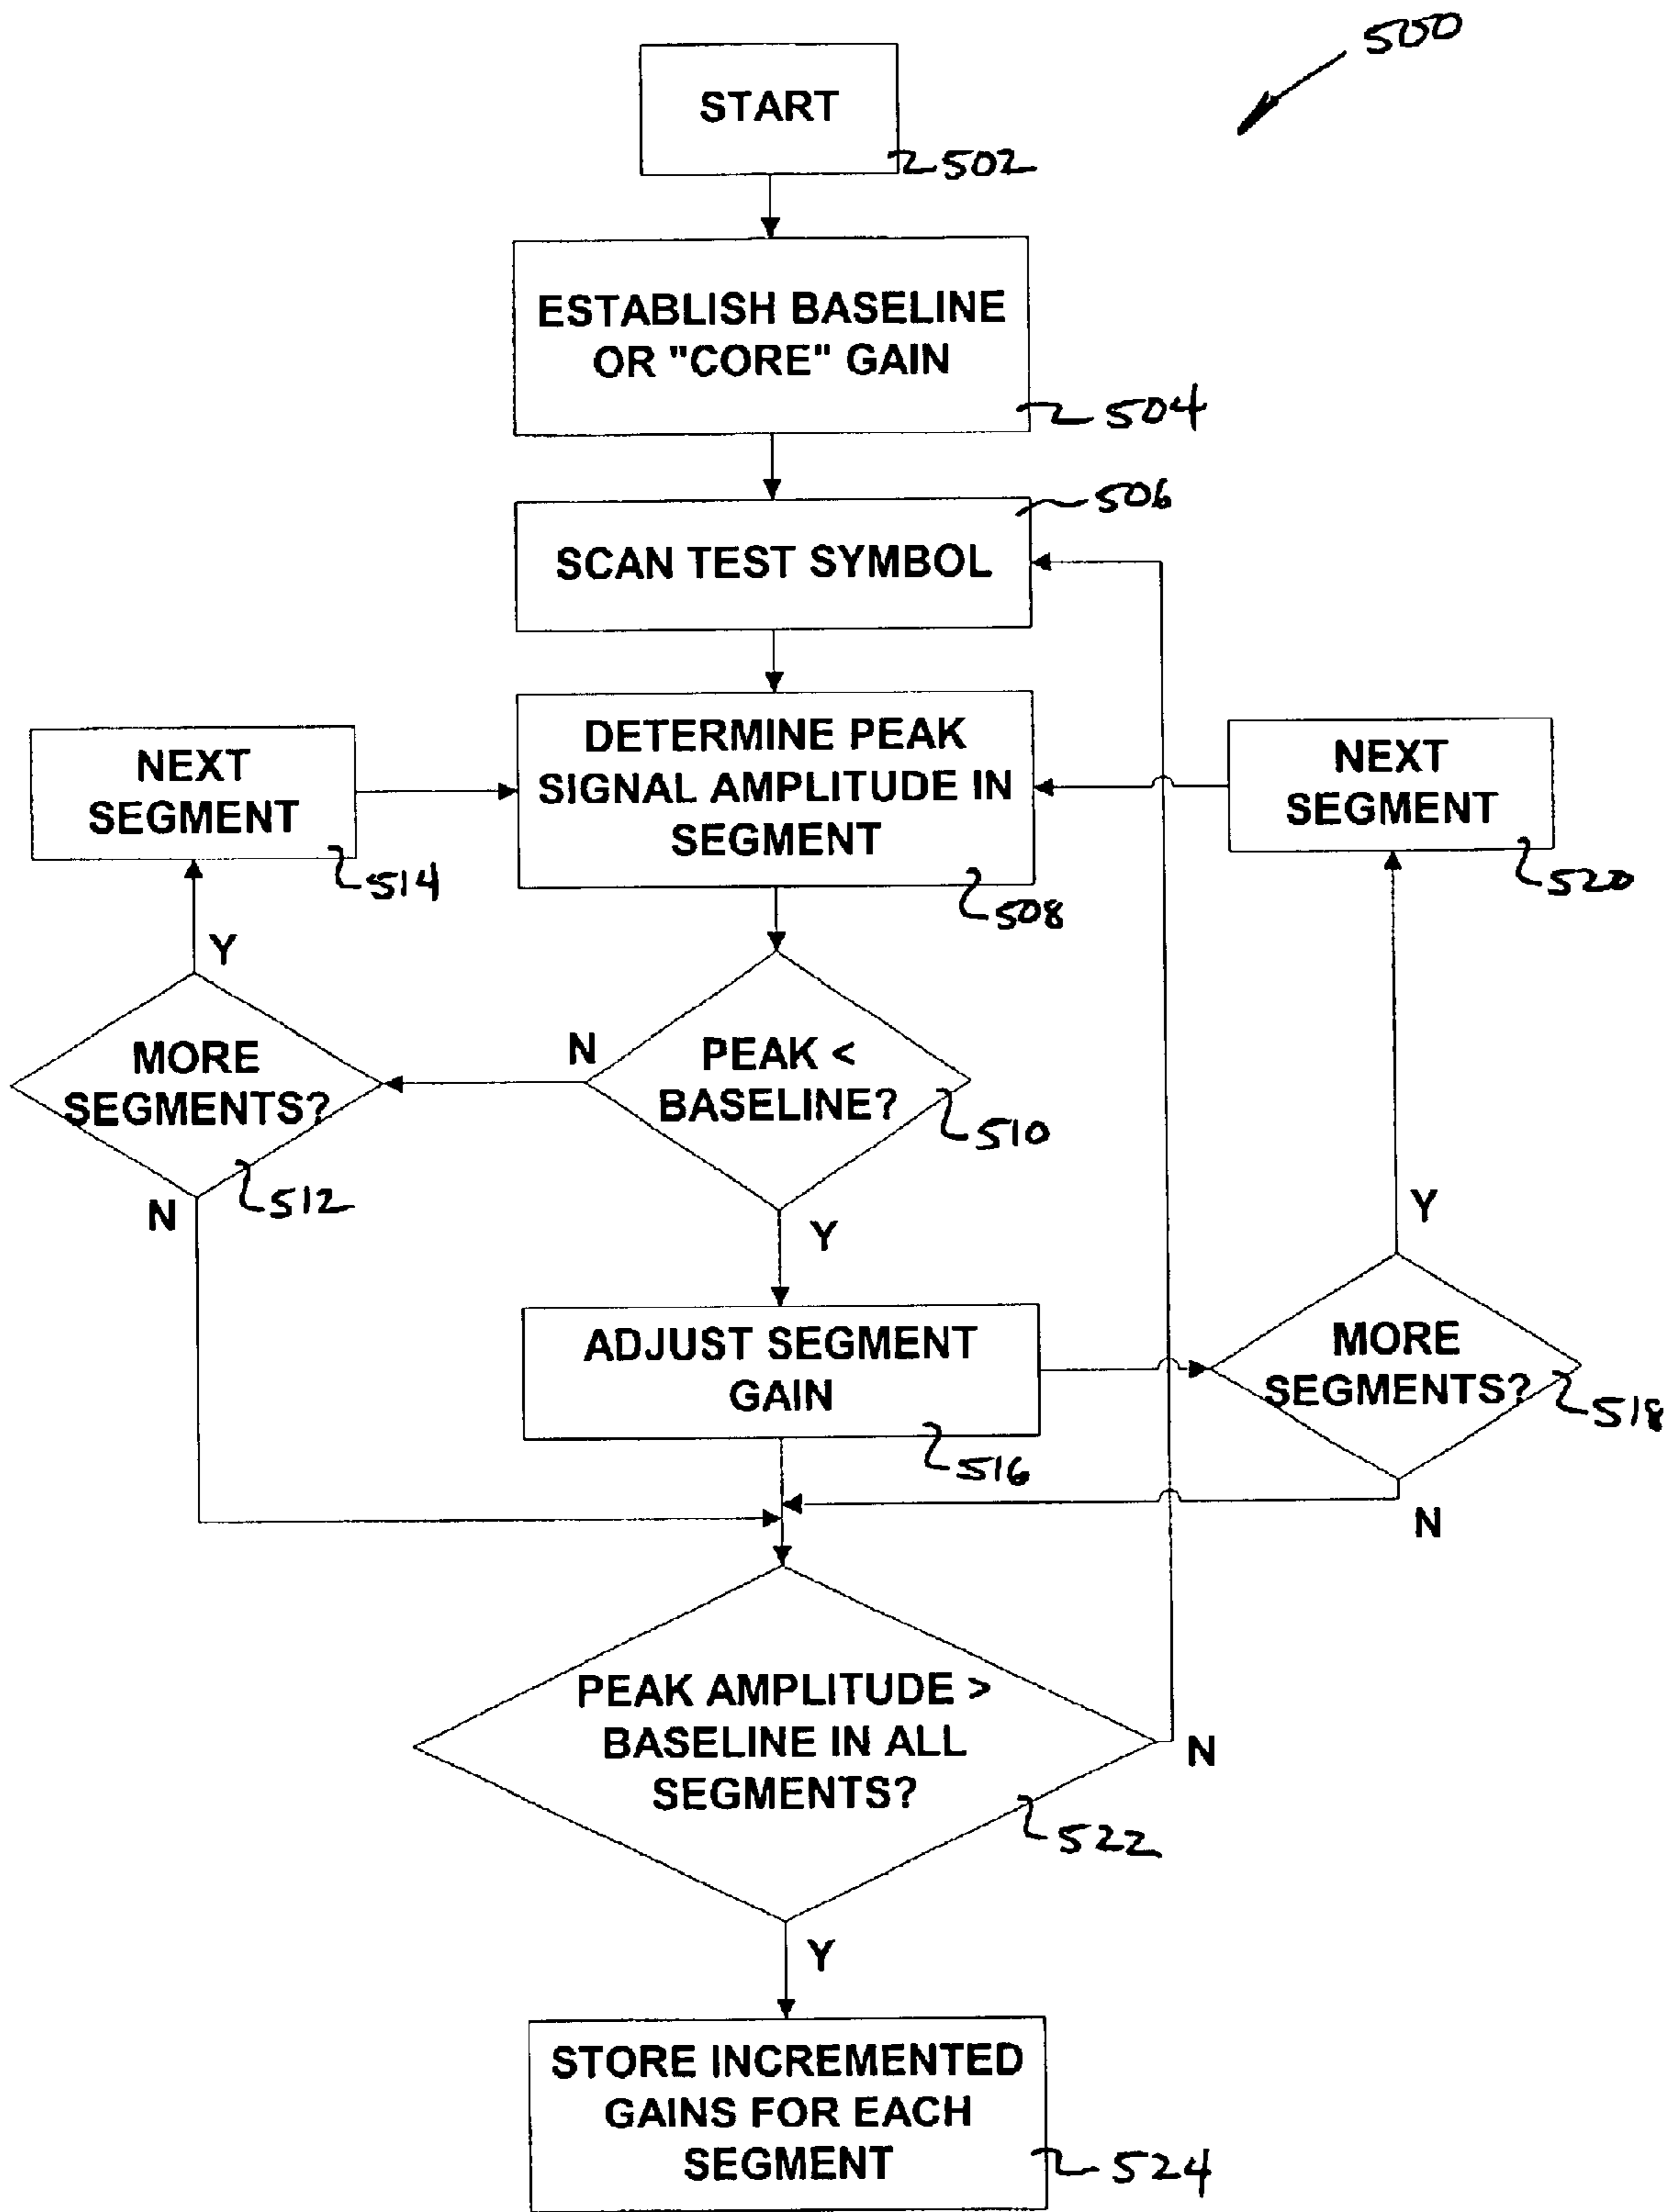 500
START
502
ESTABLISH BASELINE
OR "CORE" GAIN
504
506
SCAN TEST SYMBOL
DETERMINE PEAK
SIGNAL AMPLITUDE IN
SEGMENT
508
NEXT
SEGMENT
514
NEXT
SEGMENT
520
Y
MORE
SEGMENTS?
512
N
N
PEAK <
BASELINE?
510
Y
ADJUST SEGMENT
GAIN
516
Y
MORE
SEGMENTS?
518
N
PEAK AMPLITUDE >
BASELINE IN ALL
SEGMENTS?
522
N
Y
STORE INCREMENTED
GAINS FOR EACH
SEGMENT
524